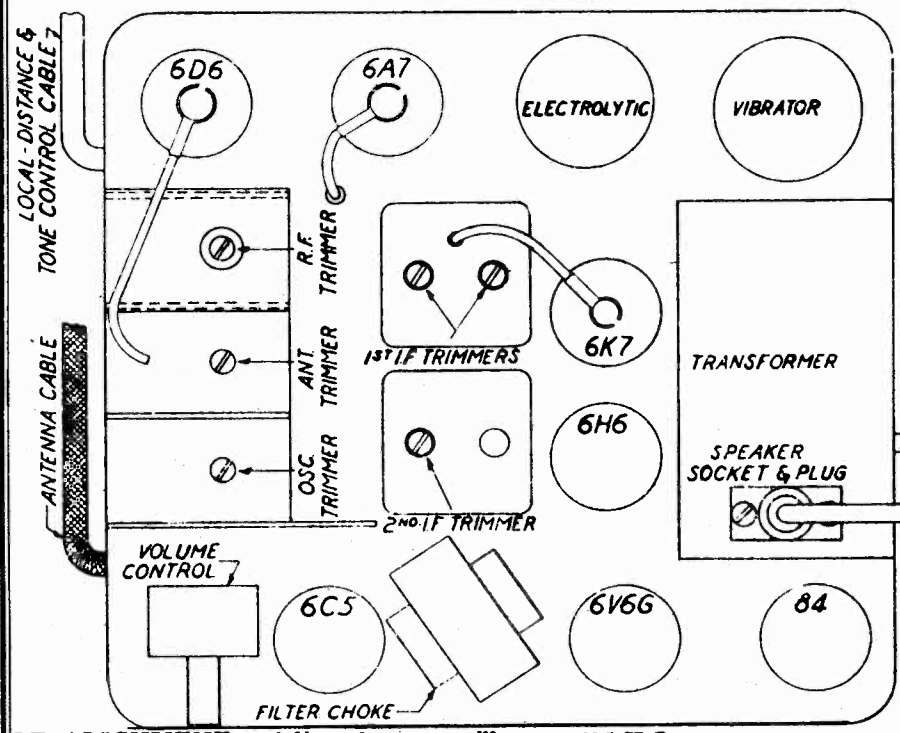 LOCAL-DISTANCE &
TONE CONTROL CABLE
6D6
6A7
ELECTROLYTIC
VIBRATOR
R.F.
TRIMMER
1ST I.F. TRIMMERS
6K7
ANTENNA CABLE
ANT.
TRIMMER
TRANSFORMER
6H6
OSC.
TRIMMER
SPEAKER
SOCKET & PLUG
2ND I.F. TRIMMER
VOLUME
CONTROL
6C5
6V6G
84
FILTER CHOKE